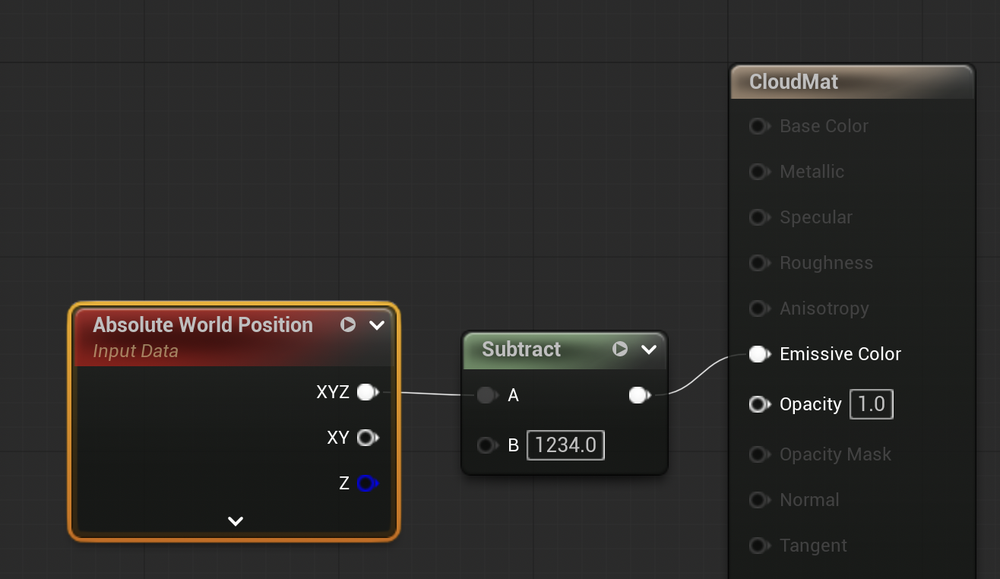 CloudMat
Base Color
Metallic
Specular
Roughness
Anisotropy
Emissive Color
Opacity 1.0
Opacity Mask
Normal
Tangent
Absolute World Position
Input Data
XYZ
XY
Z
Subtract
A
B 1234.0